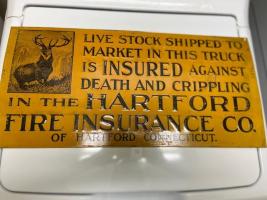 LIVE STOCK SHIPPED TO
MARKET IN THIS TRUCK
IS INSURED AGAINST
DEATH AND CRIPPLING
IN THE HARTFORD
FIRE INSURANCE CO.
OF HARTFORD CONNECTICUT.